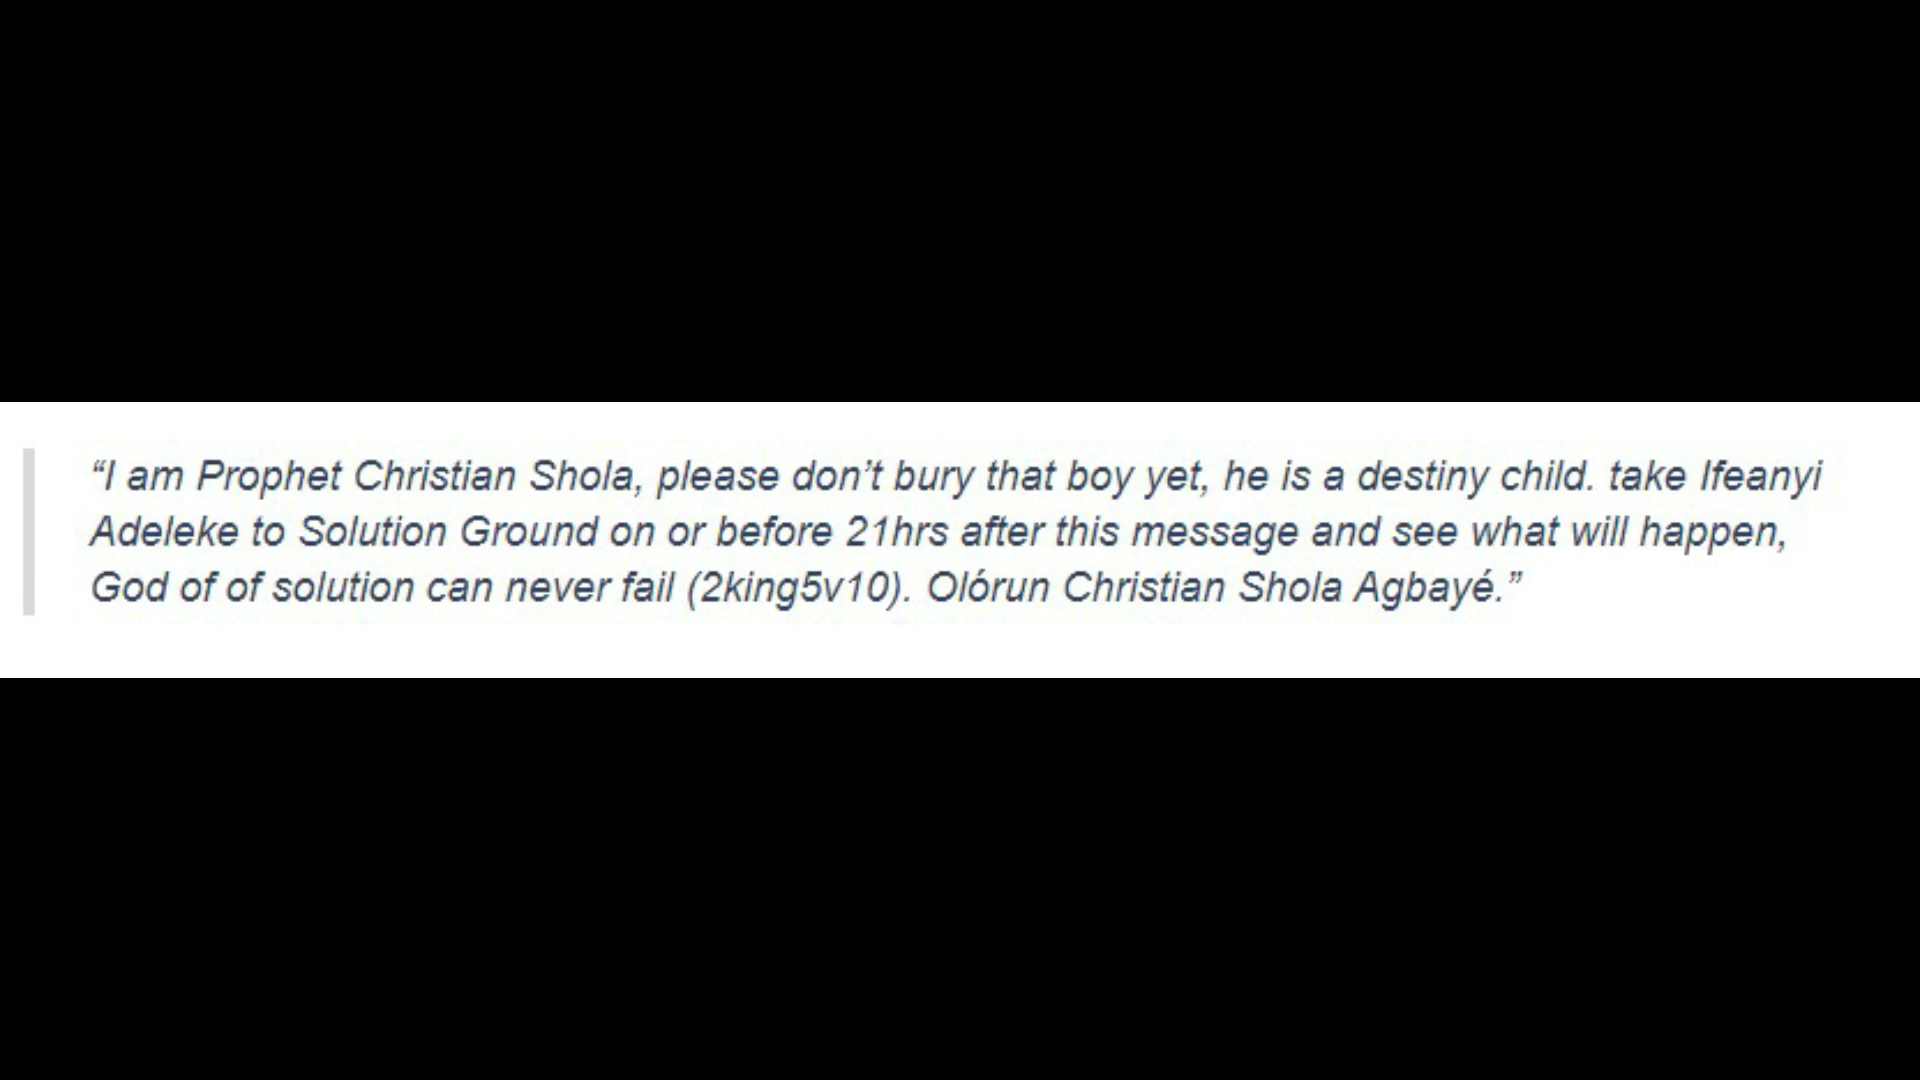 “I am Prophet Christian Shola, please don’t bury that boy yet, he is a destiny child. take Ifeanyi
Adeleke to Solution Ground on or before 21hrs after this message and see what will happen,
God of of solution can never fail (2king5v10). Olórun Christian Shola Agbayé.”